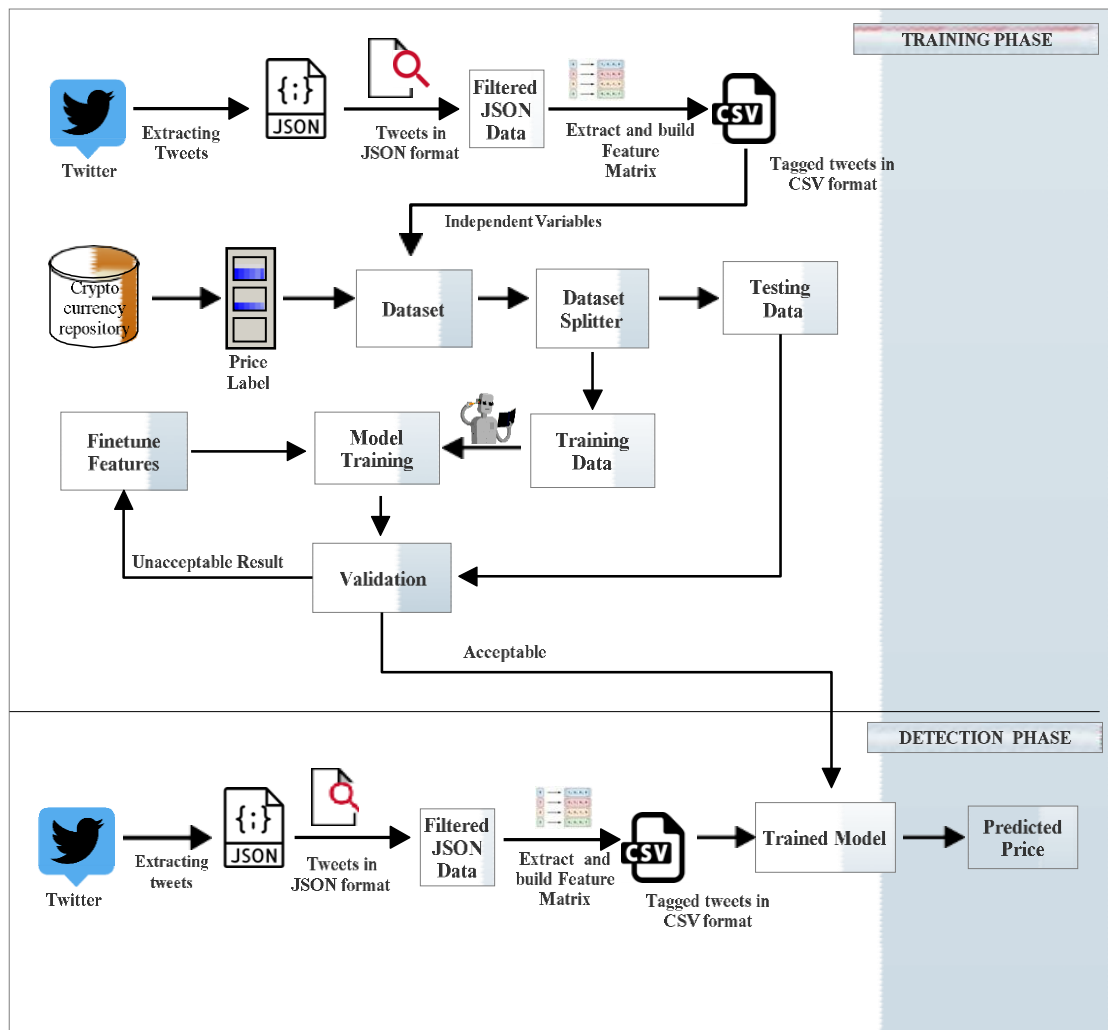 TRAINING PHASE
{;}
JSON
Extracting
Tweets
Twitter
Tweets in
JSON format
Filtered
JSON
Data
Extract and build
Feature
Matrix
CSV
Tagged tweets in
CSV format
Independent Variables
Crypto
currency
repository
Price
Label
Dataset
Dataset
Splitter
Testing
Data
Finetune
Features
Model
Training
Training
Data
Unacceptable Result
Validation
Acceptable
DETECTION PHASE
{;}
JSON
Extracting
tweets
Twitter
Tweets in
JSON format
Filtered
JSON
Data
Extract and
build Feature
Matrix
CSV
Tagged tweets in
CSV format
Trained Model
Predicted
Price